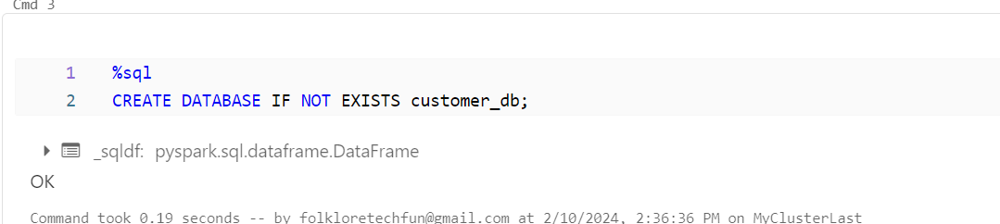 Cmd 3
1 %sql
2 CREATE DATABASE IF NOT EXISTS customer_db;
_sqldf: pyspark.sql.dataframe.DataFrame
OK
Command took 0.19 seconds -- by folkloretechfun@gmail.com at 2/10/2024, 2:36:36 PM on MyClusterLast